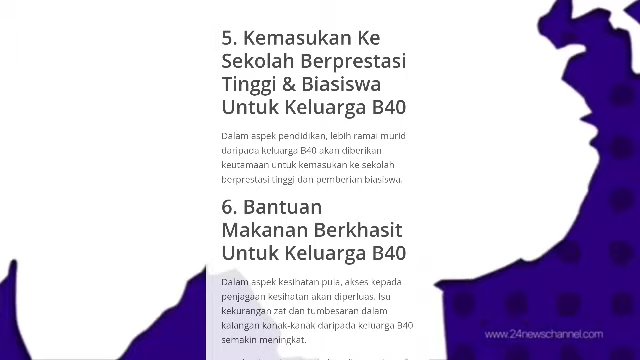 5. Kemasukan Ke
Sekolah Berprestasi
Tinggi & Biasiswa
Untuk Keluarga B40
Dalam aspek pendidikan, lebih ramai murid
daripada keluarga B40 akan diberikan
keutamaan untuk kemasukan ke sekolah
berprestasi tinggi dan pemberian biasiswa.
6. Bantuan
Makanan Berkhasit
Untuk Keluarga B40
Dalam aspek kesihatan pula, akses kepada
penjagaan kesihatan akan diperluas. Isu
kekurangan zat dan tumbesaran dalam
kalangan kanak-kanak daripada keluarga B40
semakin meningkat.
www.24newschannel.com